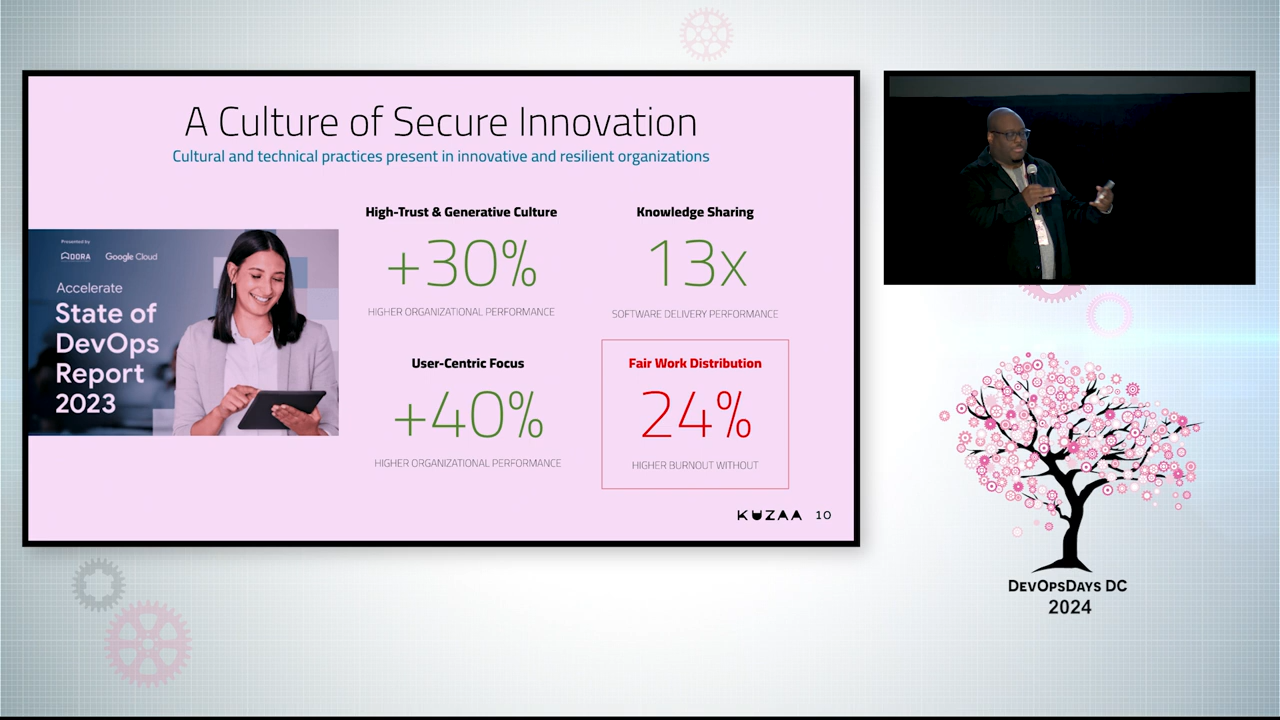 A Culture of Secure Innovation
Cultural and technical practices present in innovative and resilient organizations
Presented by
DORA Google Cloud
Accelerate
State of
DevOps
Report
2023
High-Trust & Generative Culture
+30%
HIGHER ORGANIZATIONAL PERFORMANCE
Knowledge Sharing
13x
SOFTWARE DELIVERY PERFORMANCE
User-Centric Focus
+40%
HIGHER ORGANIZATIONAL PERFORMANCE
Fair Work Distribution
24%
HIGHER BURNOUT WITHOUT
KUZAA 10
DEVOPSDAYS DC
2024